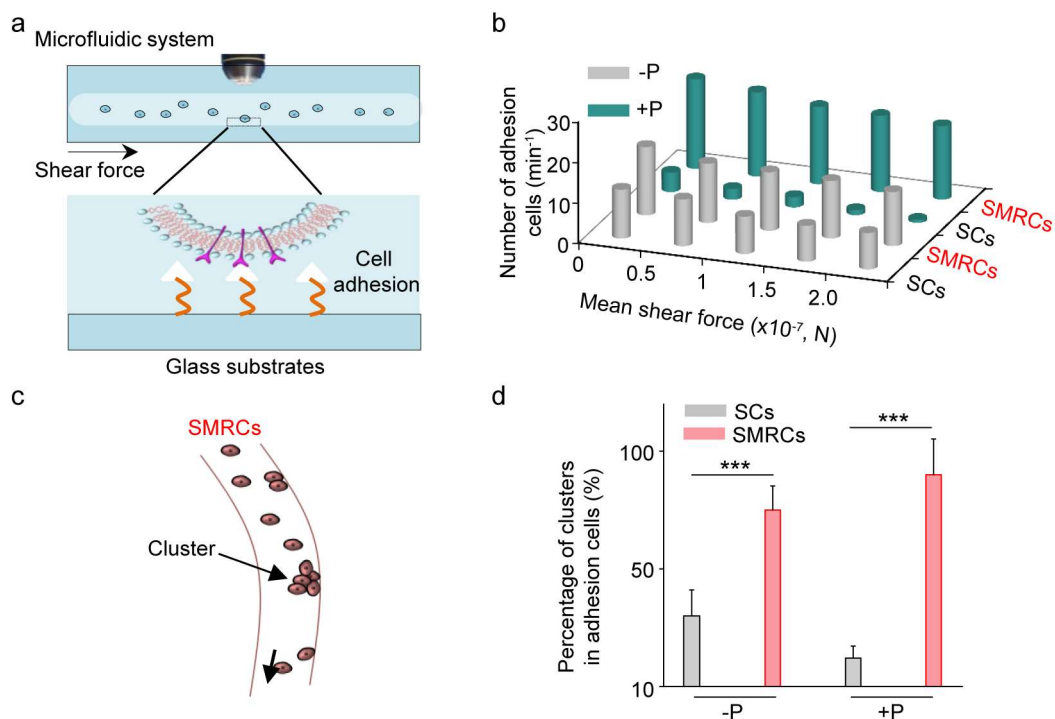 a
Microfluidic system
Shear force
Cell
adhesion
Glass substrates
b
-P
+P
Number of adhesion
cells (min⁻¹)
30
20
10
0
0
0.5
1
1.5
2.0
Mean shear force (x10⁻⁷, N)
SMRCs
SCs
SMRCs
SCs
c
SMRCs
Cluster
d
SCs
SMRCs
***
***
Percentage of clusters
in adhesion cells (%)
100
50
10
-P
+P